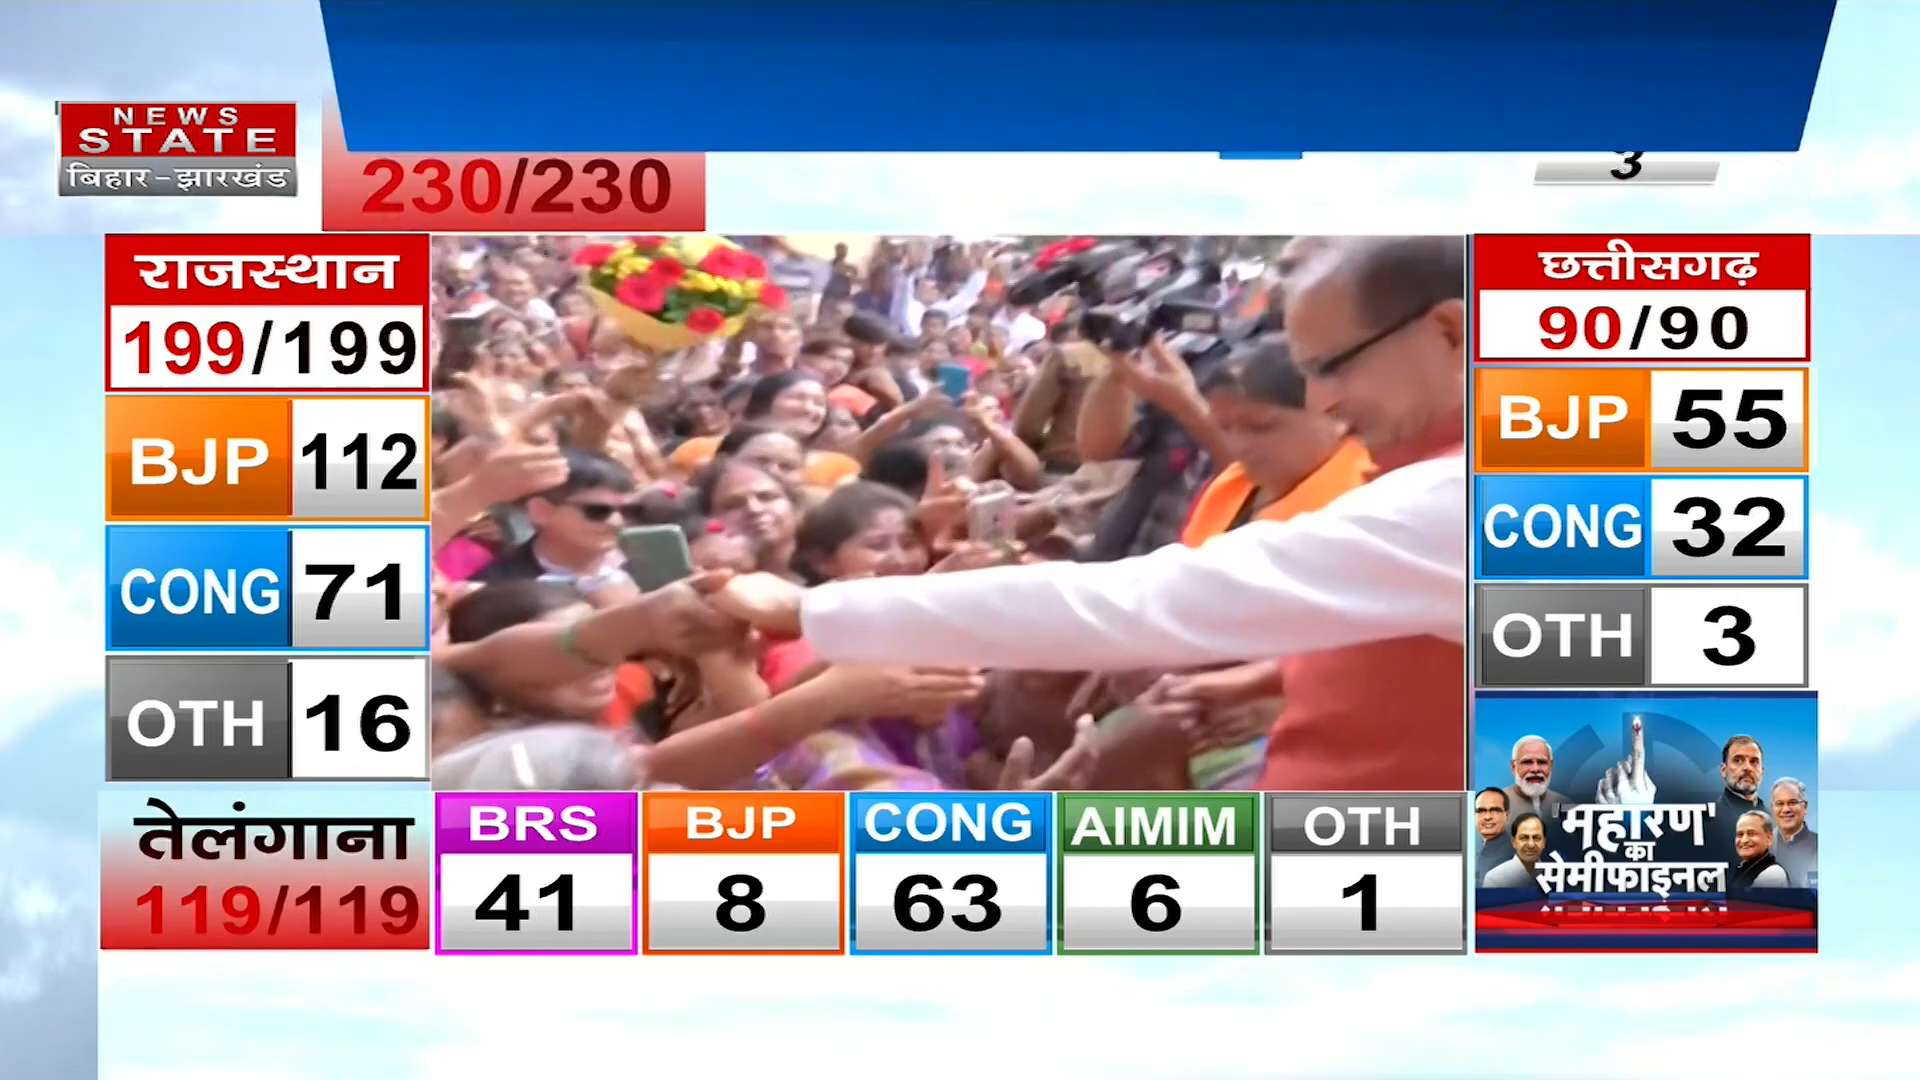 NEWS
STATE
बिहार-झारखंड
230/230
3
राजस्थान
199/199
BJP 112
CONG 71
OTH 16
छत्तीसगढ़
90/90
BJP 55
CONG 32
OTH 3
तेलंगाना
119/119
BRS
41
BJP
8
CONG
63
AIMIM
6
OTH
1
'महारण'
का
सेमीफाइनल